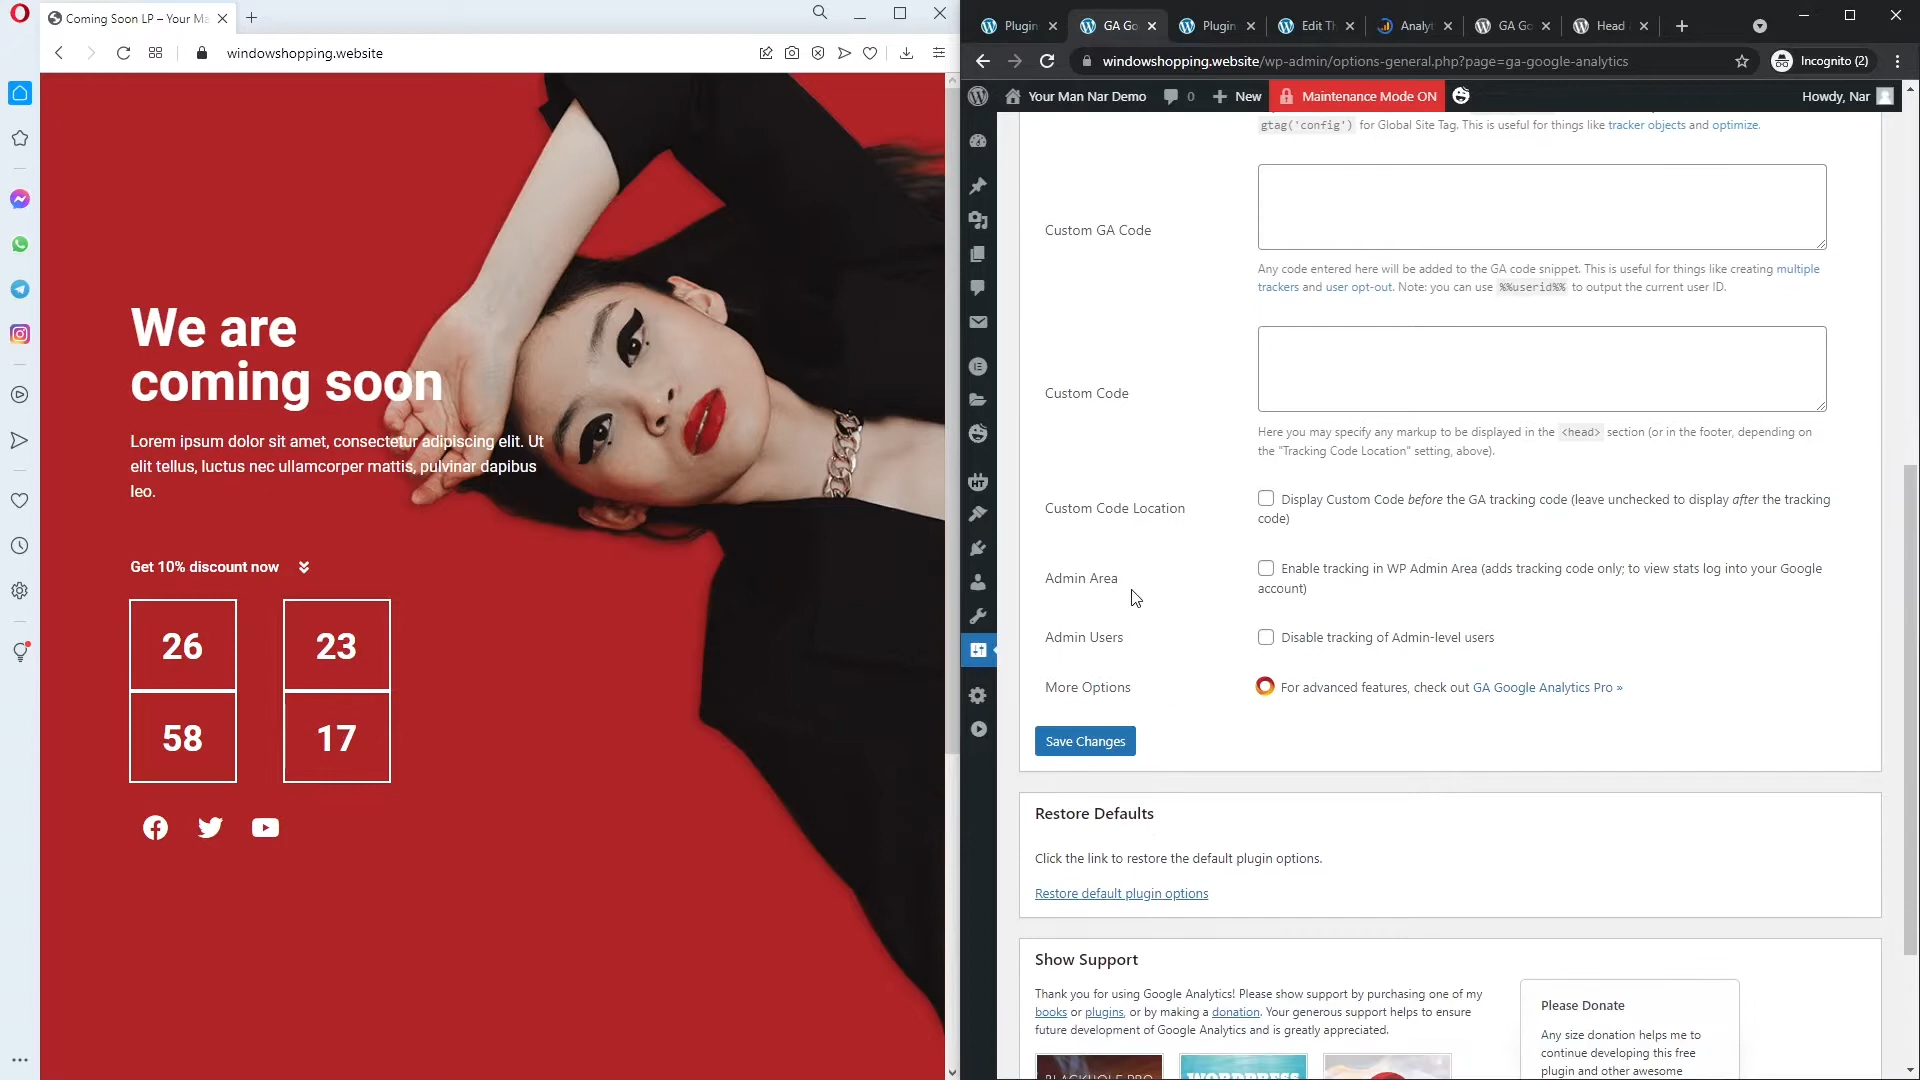 Coming Soon LP – Your Ma
windowshopping.website
We are
coming soon
Lorem ipsum dolor sit amet, consectetur adipiscing elit. Ut
elit tellus, luctus nec ullamcorper mattis, pulvinar dapibus
leo.
Get 10% discount now
26
23
58
17
Plugin
GA Go
Plugin
Edit Th
Analyt
GA Go
Head
windowshopping.website/wp-admin/options-general.php?page=ga-google-analytics
Incognito (2)
Your Man Nar Demo
0
New
Maintenance Mode ON
Howdy, Nar
gtag('config') for Global Site Tag. This is useful for things like tracker objects and optimize.
Custom GA Code
Any code entered here will be added to the GA code snippet. This is useful for things like creating multiple
trackers and user opt-out. Note: you can use %%userid%% to output the current user ID.
Custom Code
Here you may specify any markup to be displayed in the <head> section (or in the footer, depending on
the "Tracking Code Location" setting, above).
Custom Code Location
Display Custom Code before the GA tracking code (leave unchecked to display after the tracking
code)
Admin Area
Enable tracking in WP Admin Area (adds tracking code only; to view stats log into your Google
account)
Admin Users
Disable tracking of Admin-level users
More Options
For advanced features, check out GA Google Analytics Pro »
Save Changes
Restore Defaults
Click the link to restore the default plugin options.
Restore default plugin options
Show Support
Thank you for using Google Analytics! Please show support by purchasing one of my
books or plugins, or by making a donation. Your generous support helps to ensure
future development of Google Analytics and is greatly appreciated.
Please Donate
Any size donation helps me to
continue developing this free
plugin and other awesome
BLACKHOLE PRO
WORDPRESS
HT